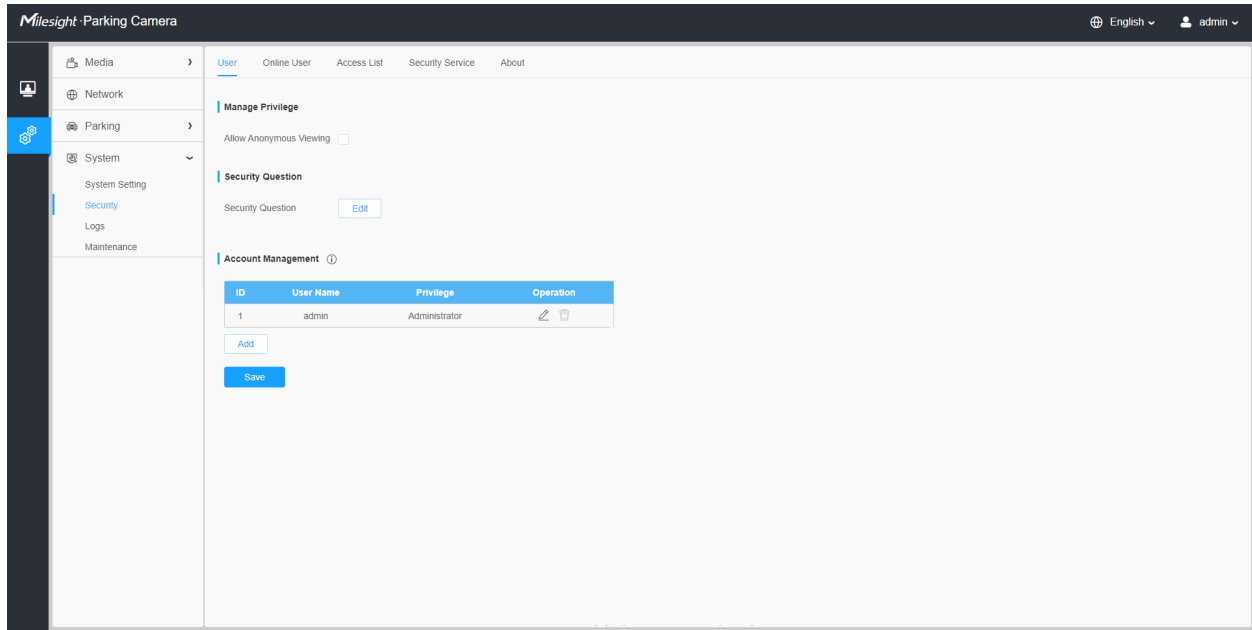 Milesight · Parking Camera English admin
Media
Network
Parking
System
System Setting
Security
Logs
Maintenance
User Online User Access List Security Service About
Manage Privilege
Allow Anonymous Viewing
Security Question
Security Question Edit
Account Management
ID User Name Privilege Operation
1 admin Administrator
Add
Save